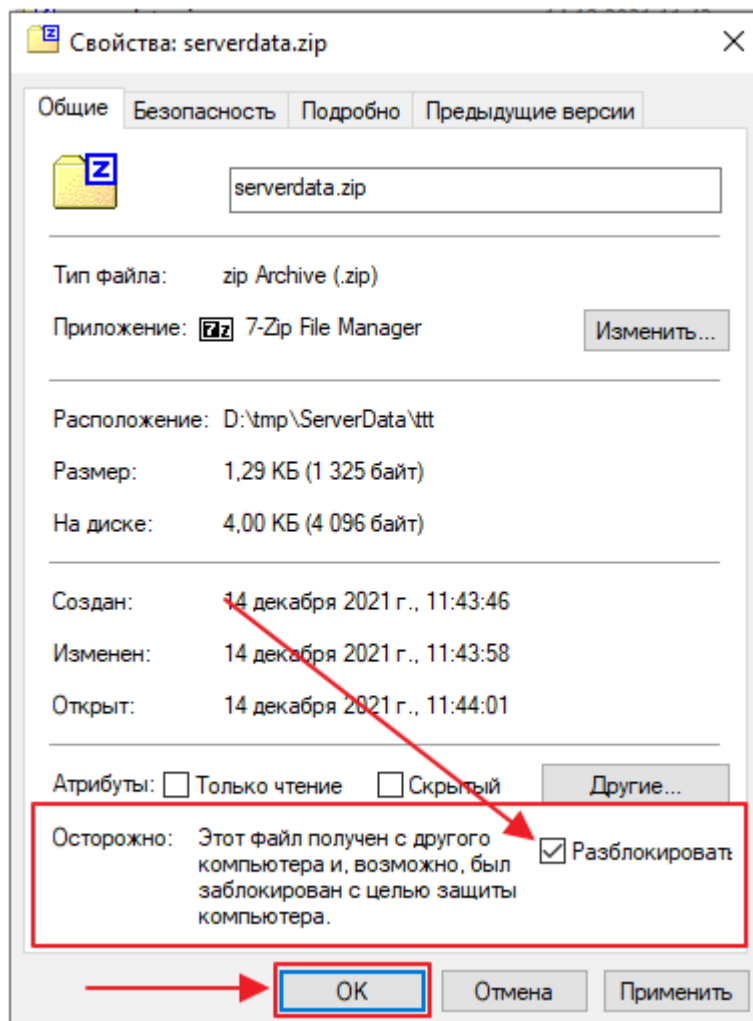 Свойства: serverdata.zip
Общие Безопасность Подробно Предыдущие версии
serverdata.zip
Тип файла: zip Archive (.zip)
Приложение: 7-Zip File Manager Изменить...
Расположение: D:\tmp\ServerData\ttt
Размер: 1,29 КБ (1 325 байт)
На диске: 4,00 КБ (4 096 байт)
Создан: 14 декабря 2021 г., 11:43:46
Изменен: 14 декабря 2021 г., 11:43:58
Открыт: 14 декабря 2021 г., 11:44:01
Атрибуты: Только чтение Скрытый Другие...
Осторожно: Этот файл получен с другого
компьютера и, возможно, был
заблокирован с целью защиты
компьютера.
Разблокировать
OK Отмена Применить